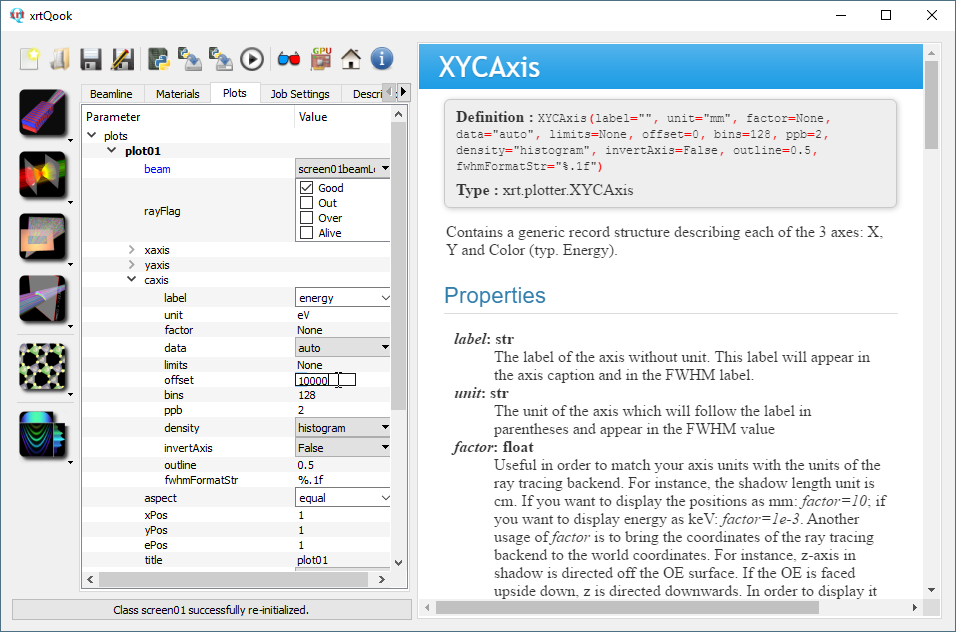 xrtQook
GPU
Beamline Materials Plots Job Settings Descri
Parameter Value
plots
plot01
beam screen01beamLo
rayFlag
Good
Out
Over
Alive
xaxis
yaxis
caxis
label energy
unit eV
factor None
data auto
limits None
offset 10000
bins 128
ppb 2
density histogram
invertAxis False
outline 0.5
fwhmFormatStr %.1f
aspect equal
xPos 1
yPos 1
ePos 1
title plot01
Class screen01 successfully re-initialized.
XYCAxis
Definition : XYCAxis(label="", unit="mm", factor=None,
data="auto", limits=None, offset=0, bins=128, ppb=2,
density="histogram", invertAxis=False, outline=0.5,
fwhmFormatStr="%.1f")
Type : xrt.plotter.XYCAxis
Contains a generic record structure describing each of the 3 axes: X,
Y and Color (typ. Energy).
Properties
label: str
The label of the axis without unit. This label will appear in
the axis caption and in the FWHM label.
unit: str
The unit of the axis which will follow the label in
parentheses and appear in the FWHM value
factor: float
Useful in order to match your axis units with the units of the
ray tracing backend. For instance, the shadow length unit is
cm. If you want to display the positions as mm: factor=10; if
you want to display energy as keV: factor=1e-3. Another
usage of factor is to bring the coordinates of the ray tracing
backend to the world coordinates. For instance, z-axis in
shadow is directed off the OE surface. If the OE is faced
upside down, z is directed downwards. In order to display it